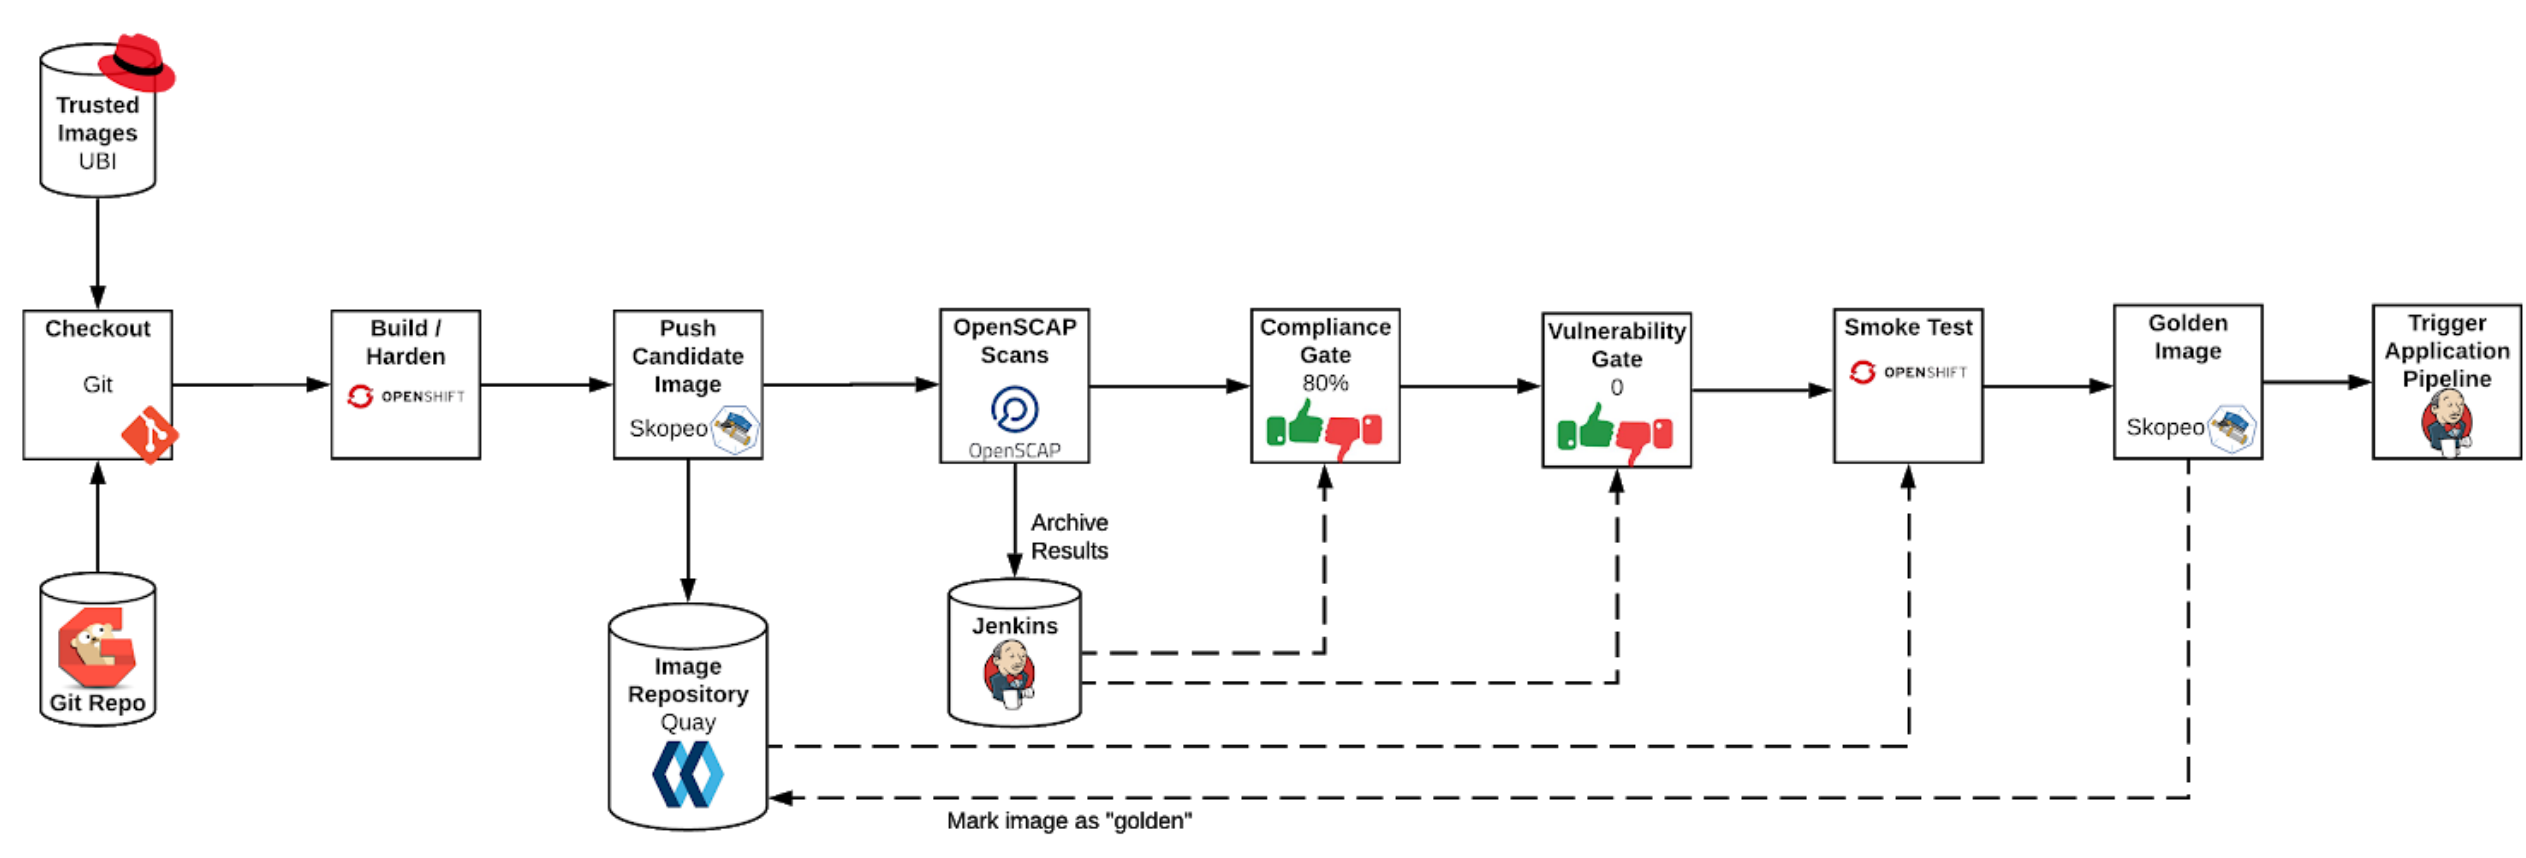 Trusted
Images
UBI
Checkout
Git
Build /
Harden
OPENSHIFT
Push
Candidate
Image
Skopeo
OpenSCAP
Scans
OpenSCAP
Compliance
Gate
80%
Vulnerability
Gate
0
Smoke Test
OPENSHIFT
Golden
Image
Skopeo
Trigger
Application
Pipeline
Archive
Results
Git Repo
Image
Repository
Quay
Jenkins
Mark image as "golden"